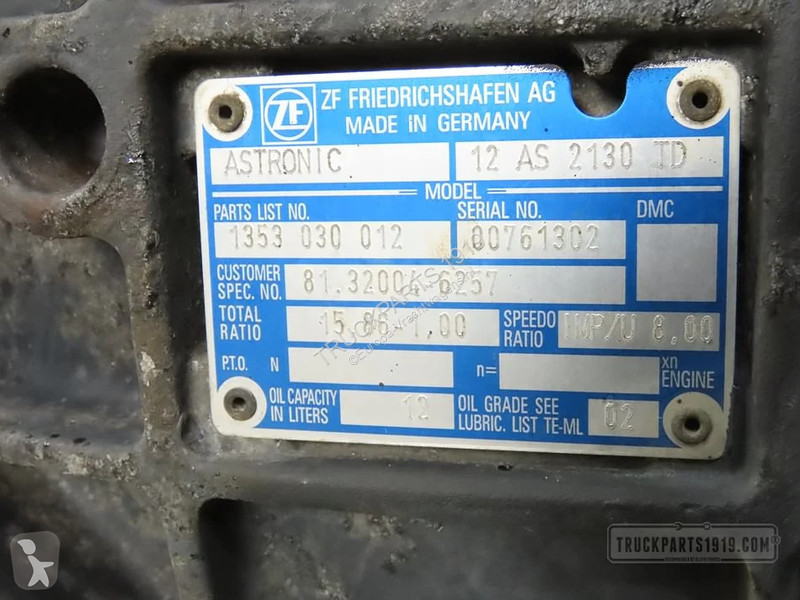 ZF ZF FRIEDRICHSHAFEN AG
MADE IN GERMANY
ASTRONIC 12 AS 2130 TD
MODEL
PARTS LIST NO. SERIAL NO. DMC
1353 030 012 00761302
CUSTOMER
SPEC. NO. 81.32004-6257
TOTAL
RATIO 15.86-1.00 SPEEDO
RATIO IMP/U 8.00
P.T.O. N n= xn
ENGINE
OIL CAPACITY
IN LITERS 12 OIL GRADE SEE
LUBRIC. LIST TE-ML 02
TRUCKPARTS 1919
TRUCKPARTS1919.COM